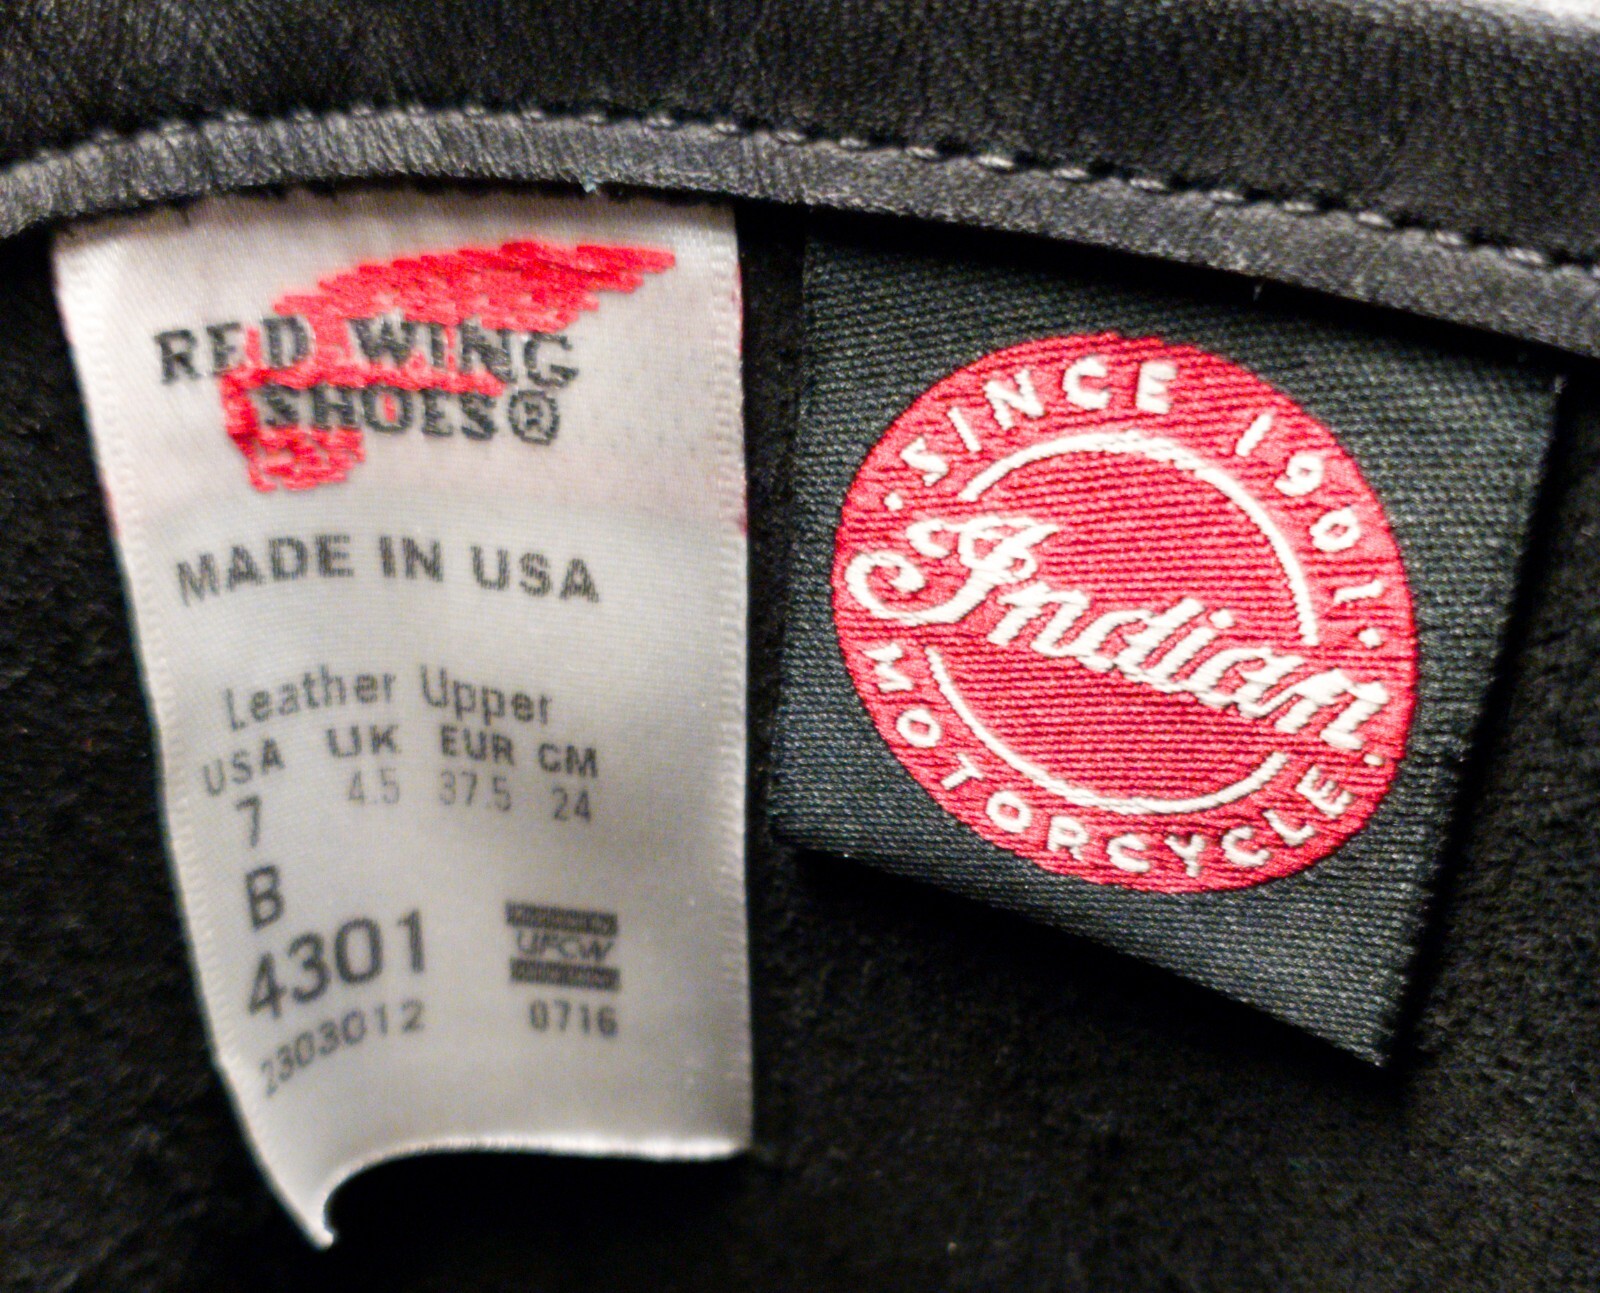 RED WING
SHOES®
MADE IN USA
Leather Upper
USA UK EUR CM
7 4.5 37.5 24
B
4301
2303012
UFCW
0716
·SINCE 1901·
Indian
MOTORCYCLE